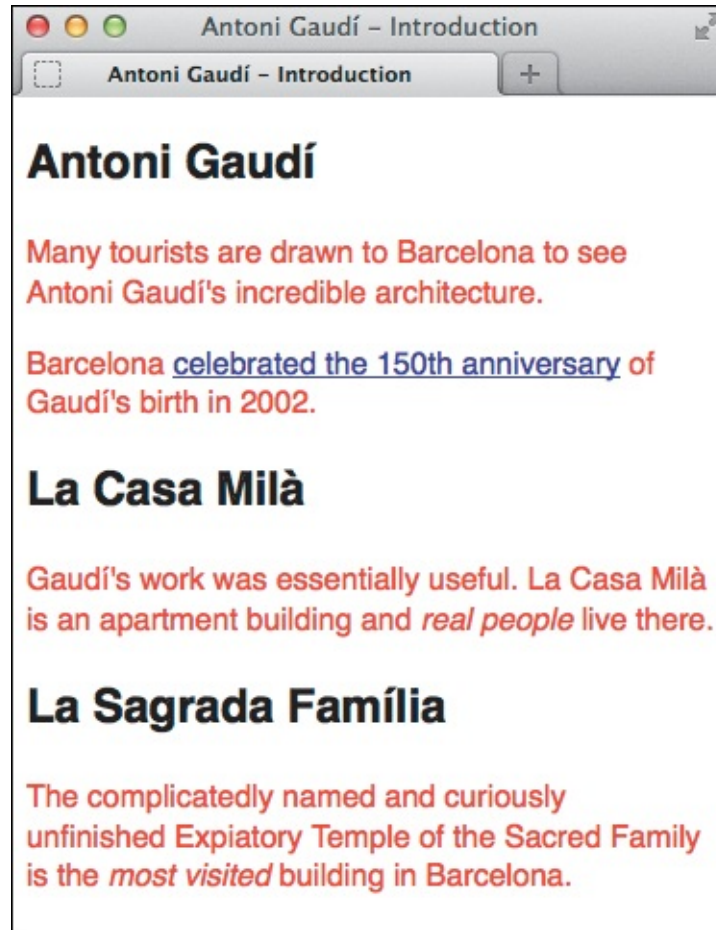 Antoni Gaudí – Introduction
Antoni Gaudí – Introduction
Antoni Gaudí
Many tourists are drawn to Barcelona to see
Antoni Gaudí's incredible architecture.
Barcelona celebrated the 150th anniversary of
Gaudí's birth in 2002.
La Casa Milà
Gaudí's work was essentially useful. La Casa Milà
is an apartment building and real people live there.
La Sagrada Família
The complicatedly named and curiously
unfinished Expiatory Temple of the Sacred Family
is the most visited building in Barcelona.